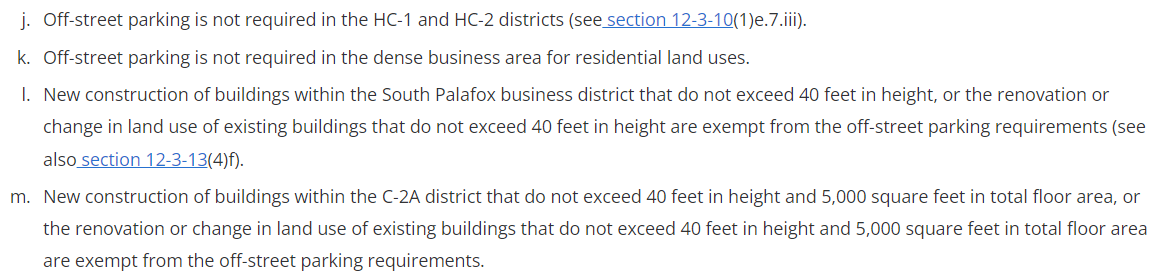 j. Off-street parking is not required in the HC-1 and HC-2 districts (see section 12-3-10(1)e.7.iii).
k. Off-street parking is not required in the dense business area for residential land uses.
l. New construction of buildings within the South Palafox business district that do not exceed 40 feet in height, or the renovation or
change in land use of existing buildings that do not exceed 40 feet in height are exempt from the off-street parking requirements (see
also section 12-3-13(4)f).
m. New construction of buildings within the C-2A district that do not exceed 40 feet in height and 5,000 square feet in total floor area, or
the renovation or change in land use of existing buildings that do not exceed 40 feet in height and 5,000 square feet in total floor area
are exempt from the off-street parking requirements.